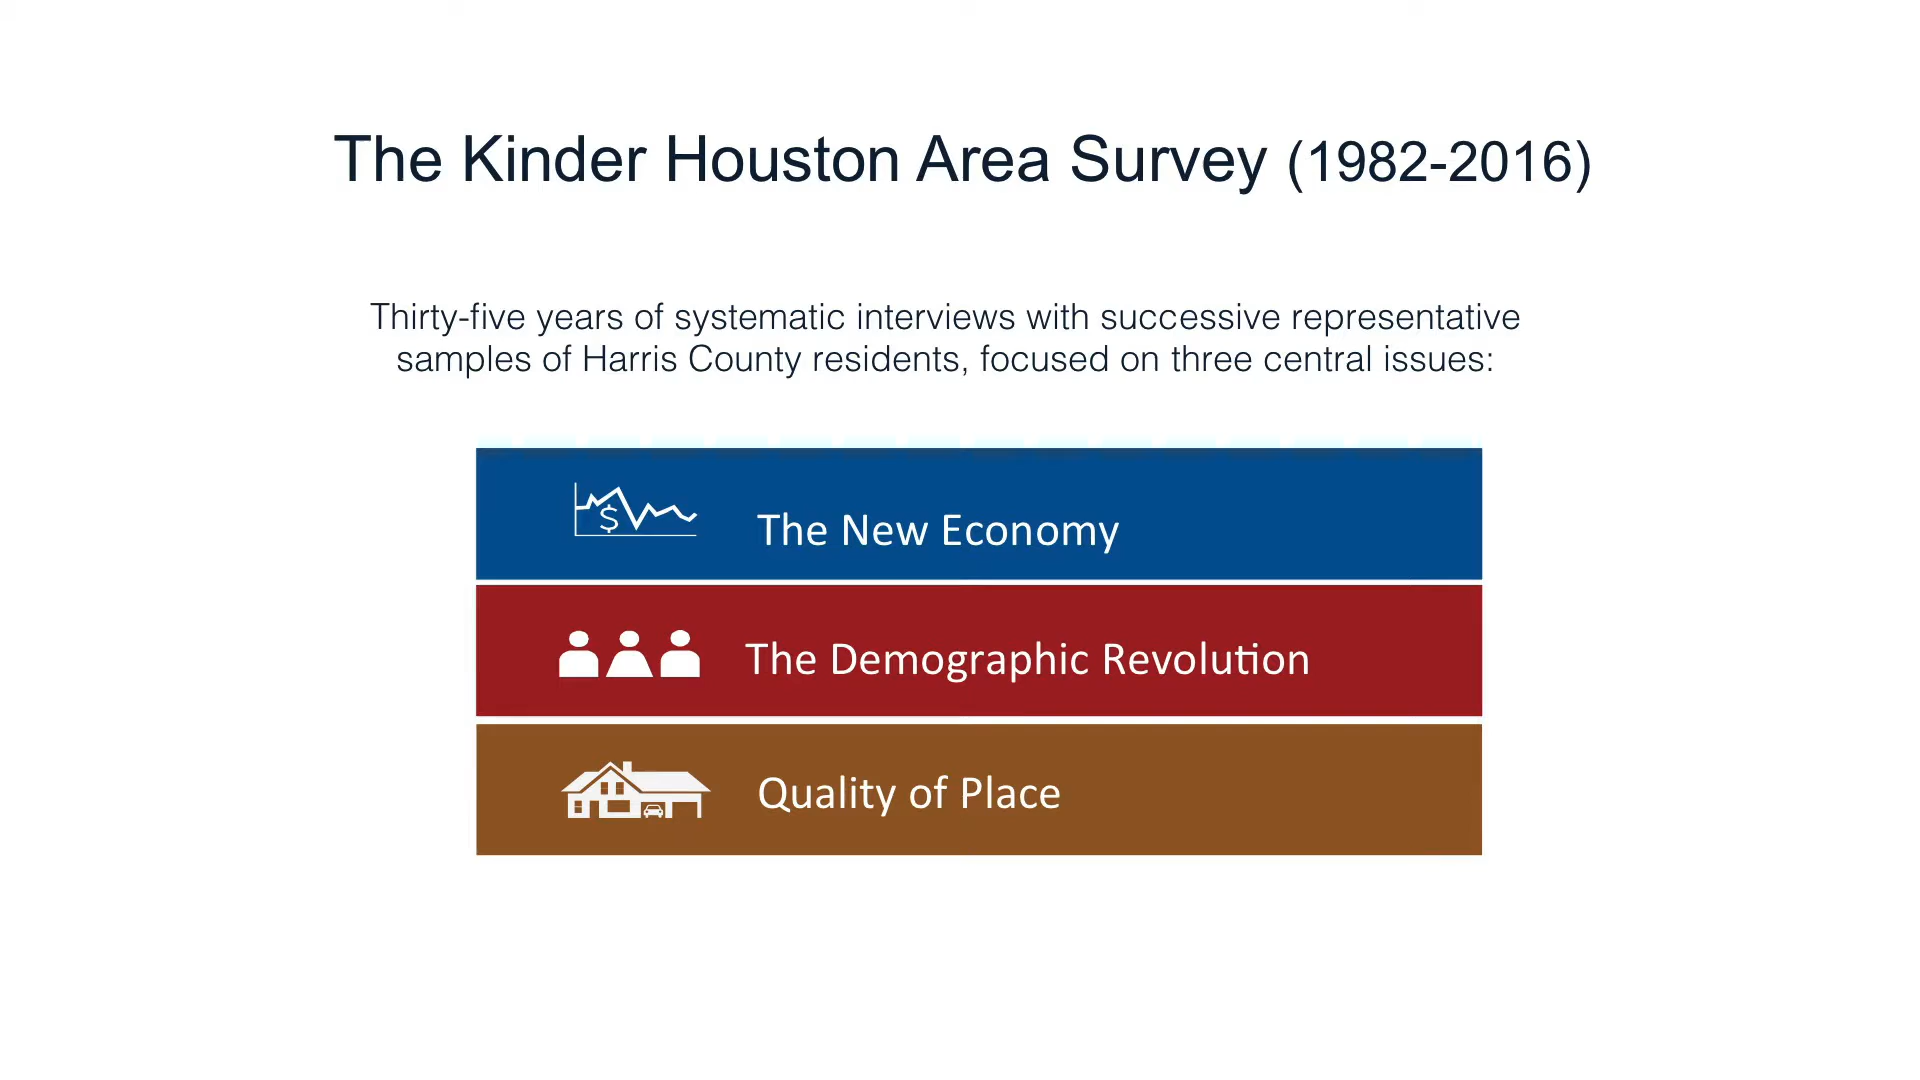 The Kinder Houston Area Survey (1982-2016)
Thirty-five years of systematic interviews with successive representative
samples of Harris County residents, focused on three central issues:
$
The New Economy
The Demographic Revolution
Quality of Place